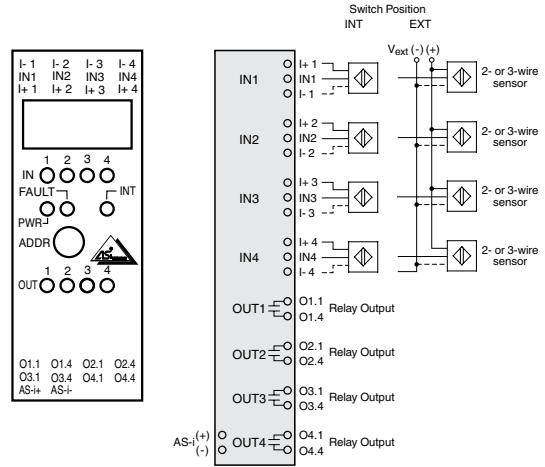 Switch Position
INT EXT
Vext (-) (+)
I- 1 I- 2 I- 3 I- 4
IN1 IN2 IN3 IN4
I+ 1 I+ 2 I+ 3 I+ 4
1 2 3 4
IN
FAULT INT
PWR
ADDR
1 2 3 4
OUT
O1.1 O1.4 O2.1 O2.4
O3.1 O3.4 O4.1 O4.4
AS-i+ AS-i-
IN1
I+ 1
IN1
I- 1
2- or 3-wire
sensor
IN2
I+ 2
IN2
I- 2
2- or 3-wire
sensor
IN3
I+ 3
IN3
I- 3
2- or 3-wire
sensor
IN4
I+ 4
IN4
I- 4
2- or 3-wire
sensor
OUT1
O1.1
O1.4
Relay Output
OUT2
O2.1
O2.4
Relay Output
OUT3
O3.1
O3.4
Relay Output
AS-i (+)
(-)
OUT4
O4.1
O4.4
Relay Output